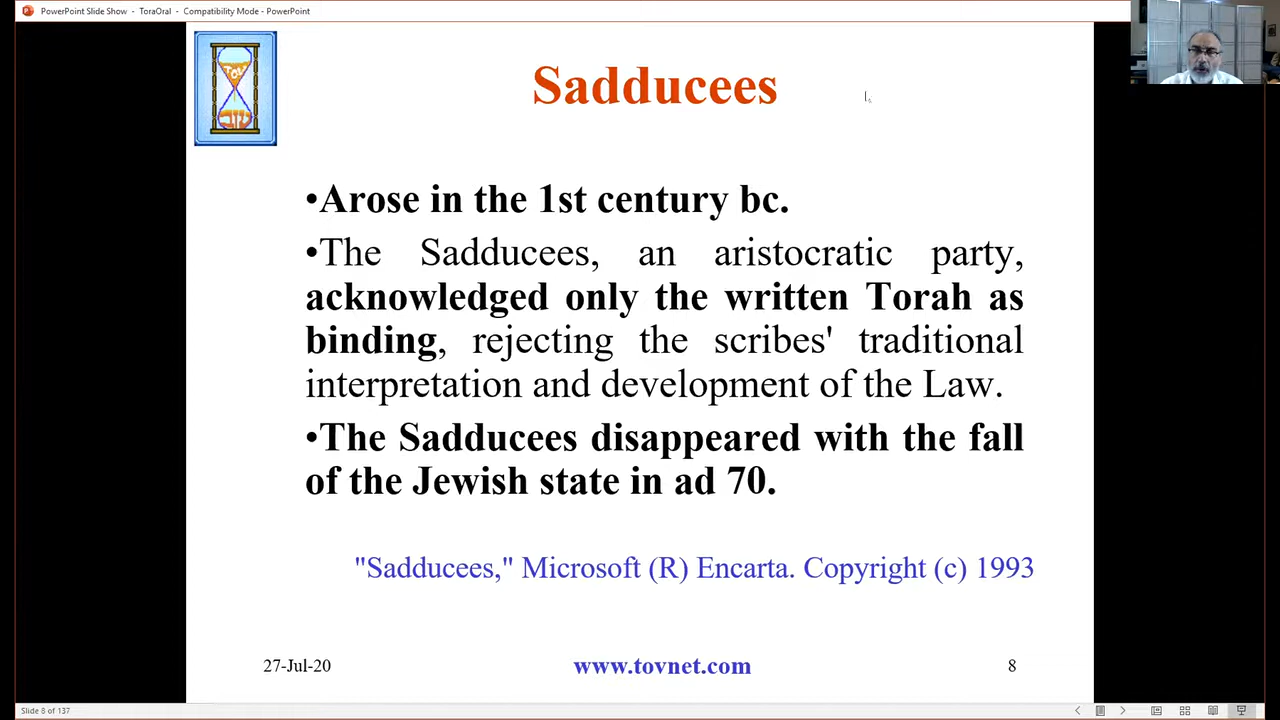 PowerPoint Slide Show - ToraOral - Compatibility Mode - PowerPoint
Sadducees
•Arose in the 1st century bc.
•The Sadducees, an aristocratic party,
acknowledged only the written Torah as
binding, rejecting the scribes' traditional
interpretation and development of the Law.
•The Sadducees disappeared with the fall
of the Jewish state in ad 70.
"Sadducees," Microsoft (R) Encarta. Copyright (c) 1993
27-Jul-20
www.tovnet.com
8
Slide 8 of 137